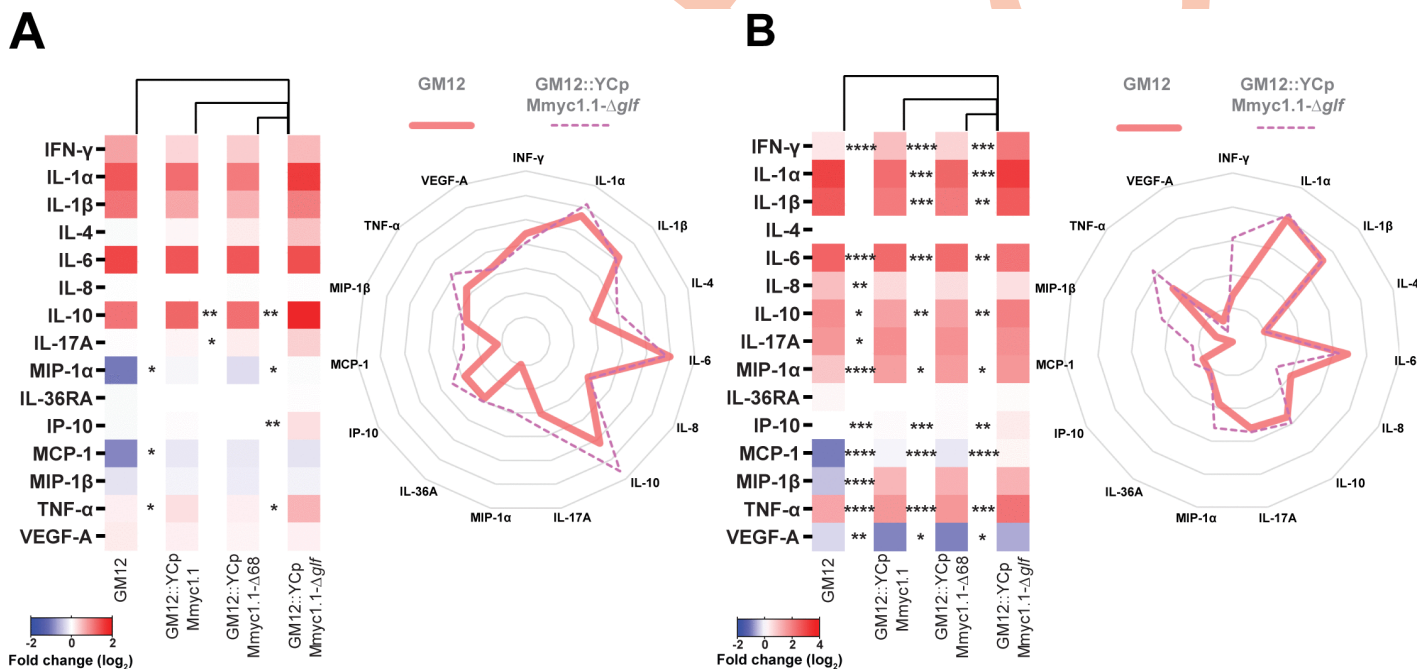 A
GM12
GM12::YCp
Mmyc1.1-Δglf
IFN-γ
IL-1α
IL-1β
IL-4
IL-6
IL-8
IL-10 ** **
IL-17A *
MIP-1α * *
IL-36RA
IP-10 **
MCP-1 *
MIP-1β
TNF-α * *
VEGF-A
GM12
GM12::YCp
Mmyc1.1
GM12::YCp
Mmyc1.1-Δ68
GM12::YCp
Mmyc1.1-Δglf
-2 0 2
Fold change (log2)
INF-γ
IL-1α
IL-1β
IL-4
IL-6
IL-8
IL-10
IL-17A
MIP-1α
IL-36A
IP-10
MCP-1
MIP-1β
TNF-α
VEGF-A
B
GM12
GM12::YCp
Mmyc1.1-Δglf
IFN-γ **** **** ***
IL-1α *** ***
IL-1β *** **
IL-4
IL-6 **** *** **
IL-8 **
IL-10 * ** **
IL-17A *
MIP-1α **** * *
IL-36RA
IP-10 *** *** **
MCP-1 **** **** ****
MIP-1β ****
TNF-α **** **** ***
VEGF-A ** * *
GM12
GM12::YCp
Mmyc1.1
GM12::YCp
Mmyc1.1-Δ68
GM12::YCp
Mmyc1.1-Δglf
-2 0 2 4
Fold change (log2)
INF-γ
IL-1α
IL-1β
IL-4
IL-6
IL-8
IL-10
IL-17A
MIP-1α
IL-36A
IP-10
MCP-1
MIP-1β
TNF-α
VEGF-A